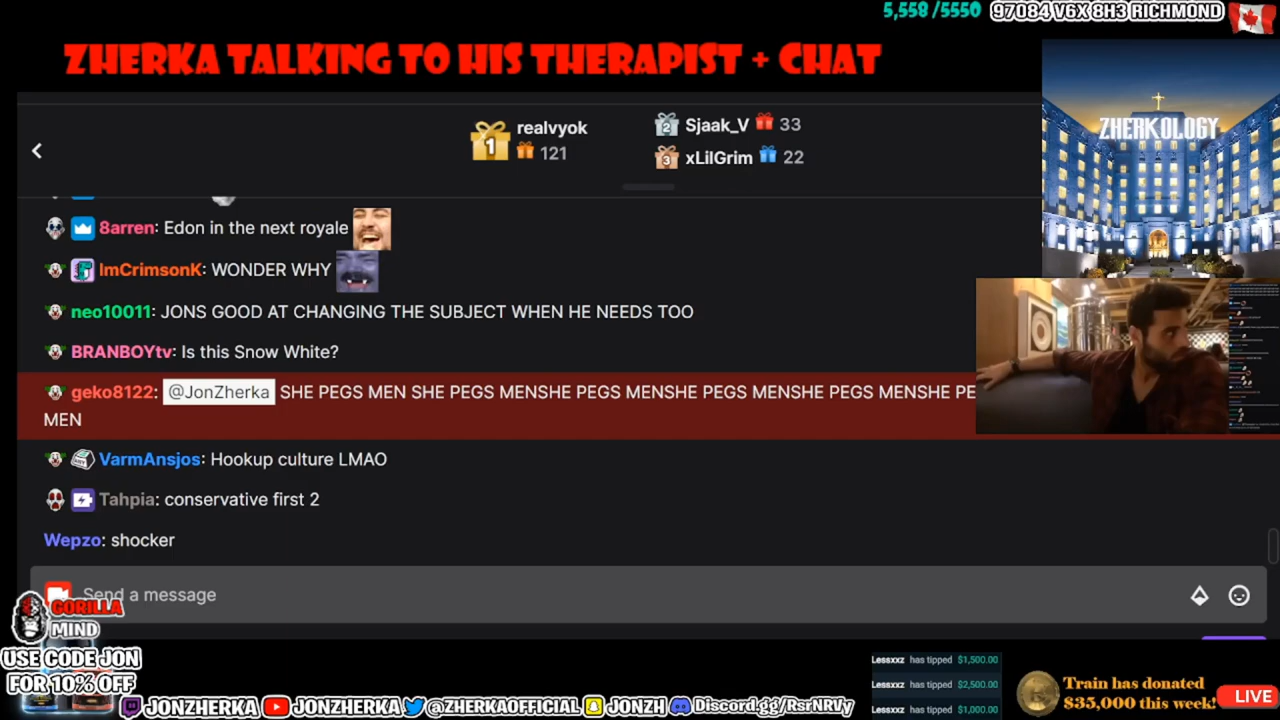 5,558 /5550
97084 V6X 8H3 RICHMOND
ZHERKA TALKING TO HIS THERAPIST + CHAT
1 realvyok
121
2 Sjaak_V 33
3 xLilGrim 22
ZHERKOLOGY
8arren: Edon in the next royale
ImCrimsonK: WONDER WHY
neo10011: JONS GOOD AT CHANGING THE SUBJECT WHEN HE NEEDS TOO
BRANBOYtv: Is this Snow White?
geko8122: @JonZherka SHE PEGS MEN SHE PEGS MENSHE PEGS MENSHE PEGS MENSHE PEGS MENSHE PE
MEN
VarmAnsjos: Hookup culture LMAO
Tahpia: conservative first 2
Wepzo: shocker
Send a message
GORILLA
MIND
USE CODE JON
FOR 10% OFF
JONZHERKA JONZHERKA @ZHERKAOFFICIAL JONZH Discord.gg/RsrNRVy
Lessxxz has tipped $1,500.00
Lessxxz has tipped $2,500.00
Lessxxz has tipped $1,000.00
Train has donated
$35,000 this week!
LIVE